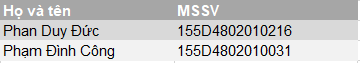 Họ và tên MSSV
Phan Duy Đức 155D4802010216
Phạm Đình Công 155D4802010031